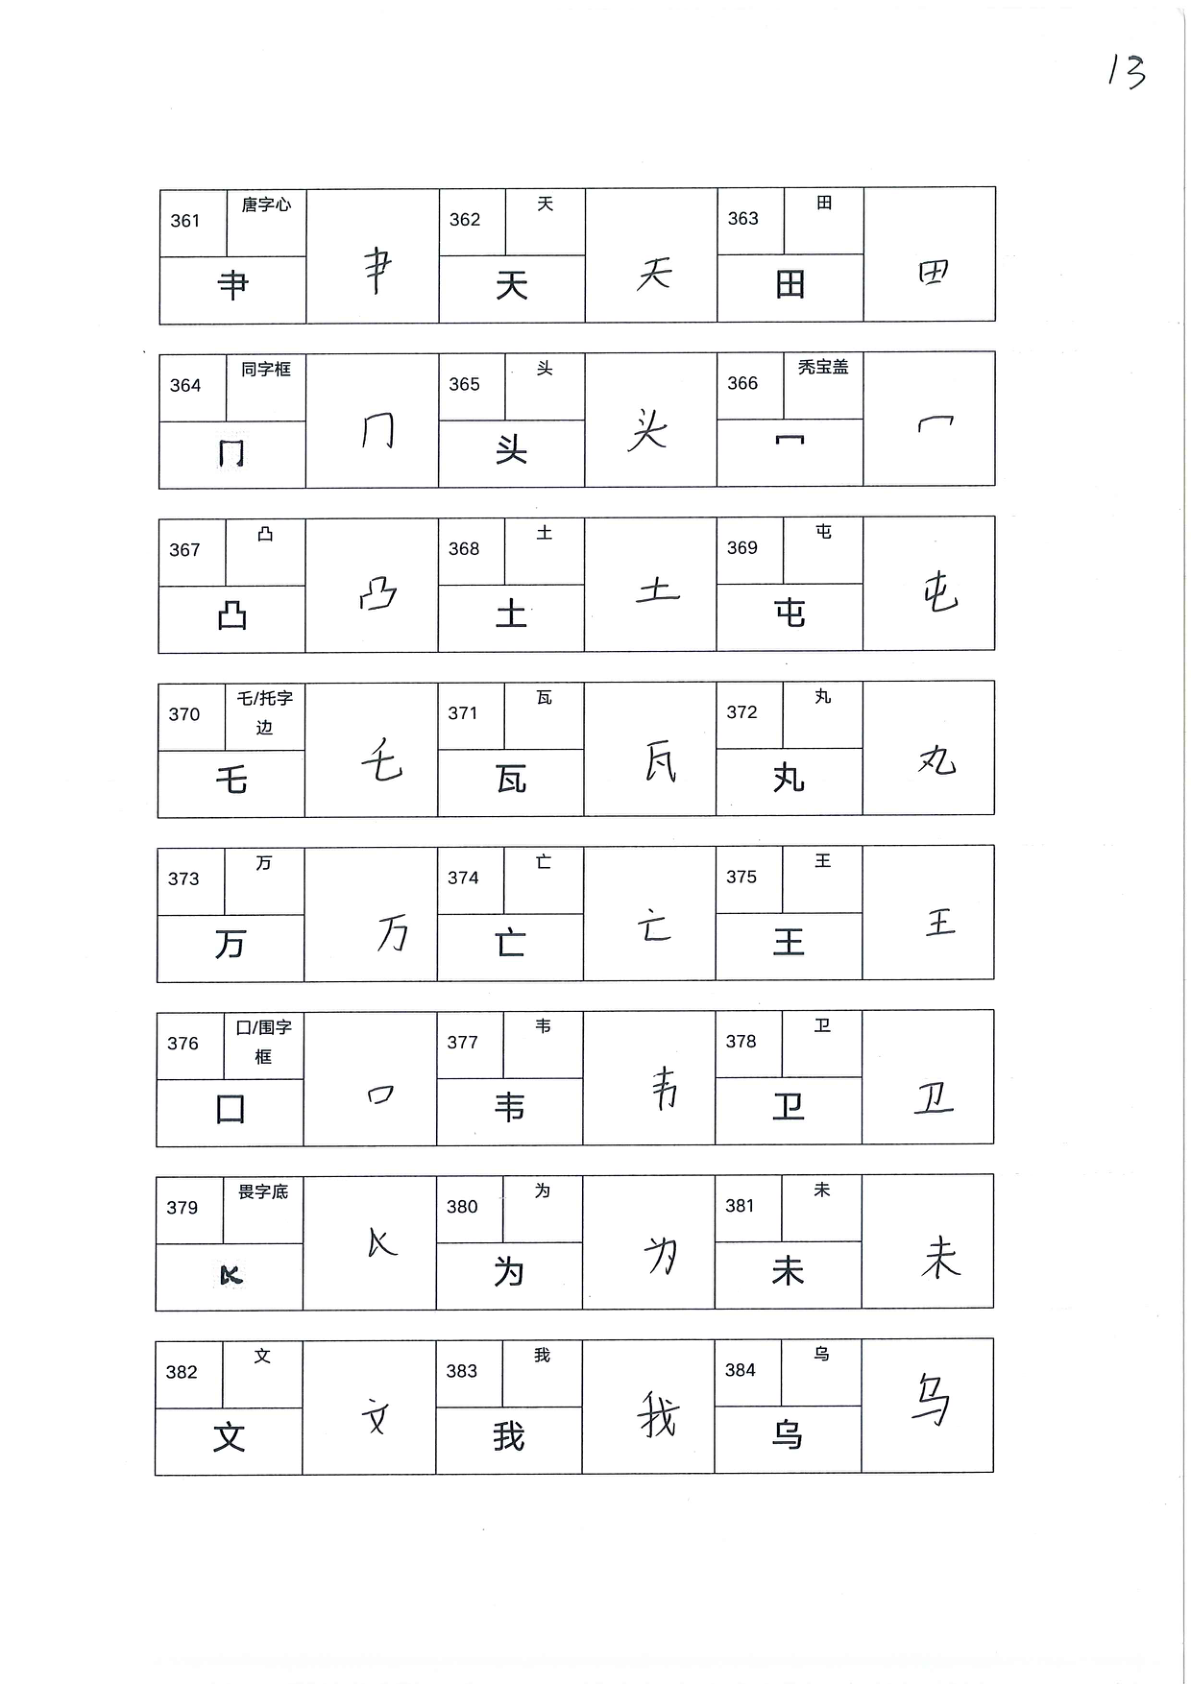 13
361 唐字心 肀 肀 362 天 天 天 363 田 田 田
364 同字框 冂 冂 365 头 头 头 366 秃宝盖 冖 冖
367 凸 凸 凸 368 土 土 土 369 屯 屯 屯
370 乇/托字边 乇 乇 371 瓦 瓦 瓦 372 丸 丸 丸
373 万 万 万 374 亡 亡 亡 375 王 王 王
376 囗/围字框 囗 囗 377 韦 韦 韦 378 卫 卫 卫
379 畏字底 380 为 为 为 381 未 未 未
382 文 文 文 383 我 我 我 384 乌 乌 乌